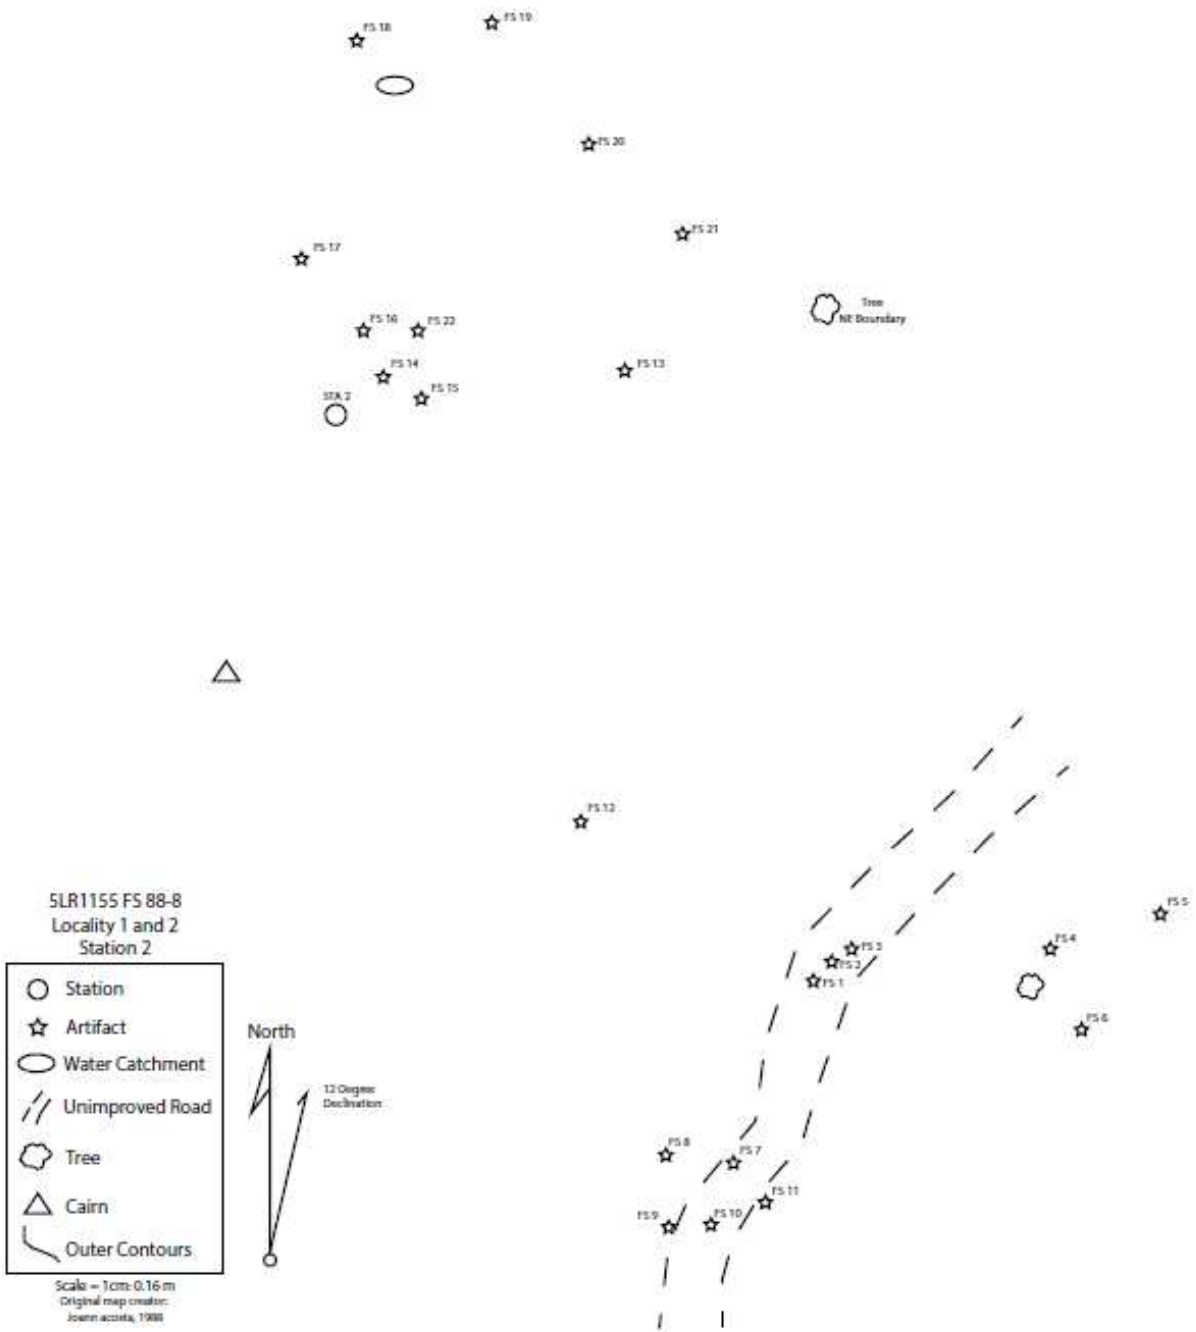 FS 18
FS 19
FS 20
FS 21
FS 17
Tree
NE Boundary
FS 16
FS 22
FS 14
FS 13
FS 15
STA 2
FS 12
5LR1155 FS 88-8
Locality 1 and 2
Station 2
FS 5
FS 4
FS 3
FS 2
FS 1
FS 6
Station
Artifact
Water Catchment
Unimproved Road
Tree
Cairn
Outer Contours
North
12 Degree
Declination
FS 8
FS 7
FS 11
FS 9
FS 10
Scale = 1cm: 0.16 m
Original map creator:
Joann acosta, 1988